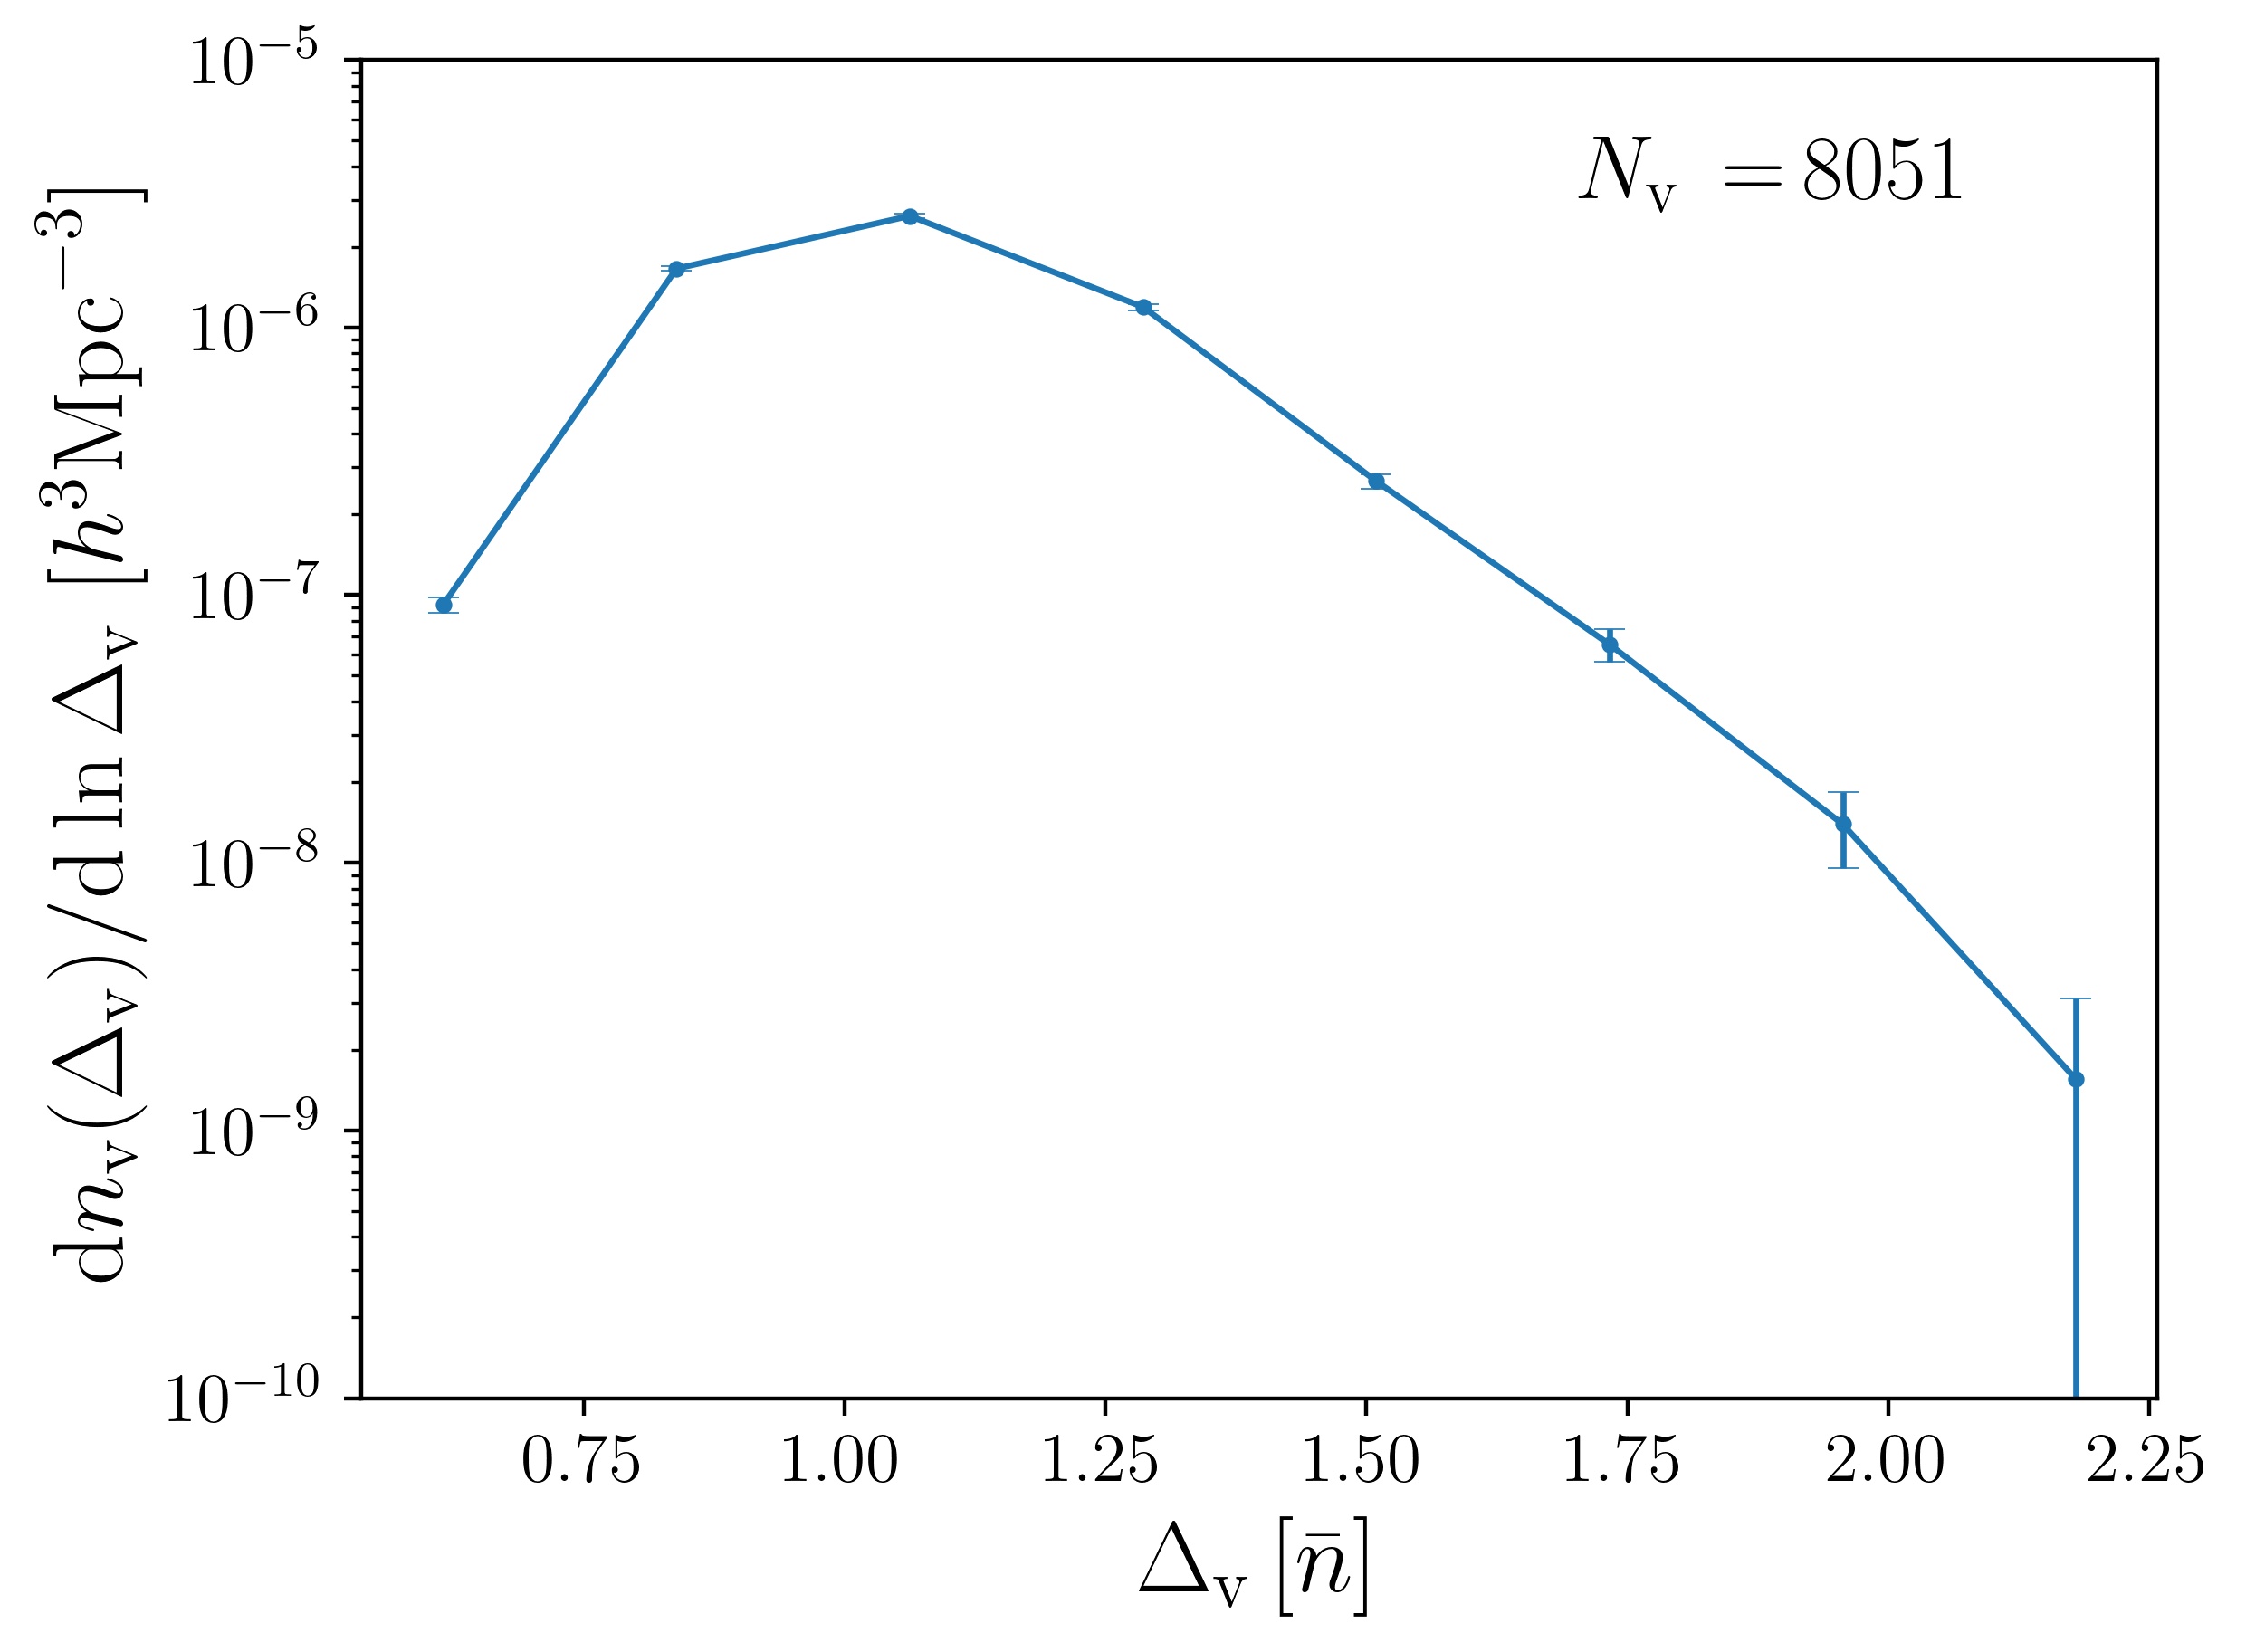 dn_v(Δ_v)/d ln Δ_v [h³Mpc⁻³]
10⁻⁵
10⁻⁶
10⁻⁷
10⁻⁸
10⁻⁹
10⁻¹⁰
N_v = 8051
0.75 1.00 1.25 1.50 1.75 2.00 2.25
Δ_v [n̄]